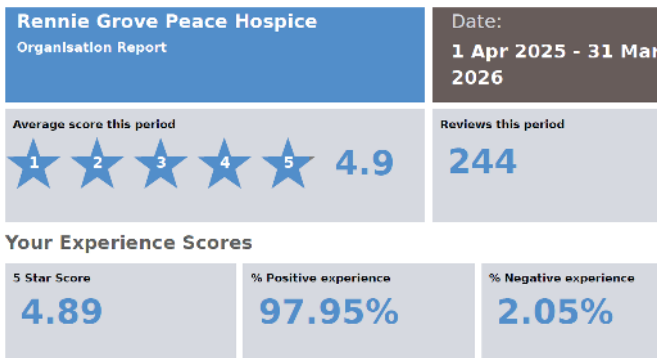 Rennie Grove Peace Hospice
Organisation Report
Date:
1 Apr 2025 - 31 Mar
2026
Average score this period
1 2 3 4 5 4.9
Reviews this period
244
Your Experience Scores
5 Star Score
4.89
% Positive experience
97.95%
% Negative experience
2.05%